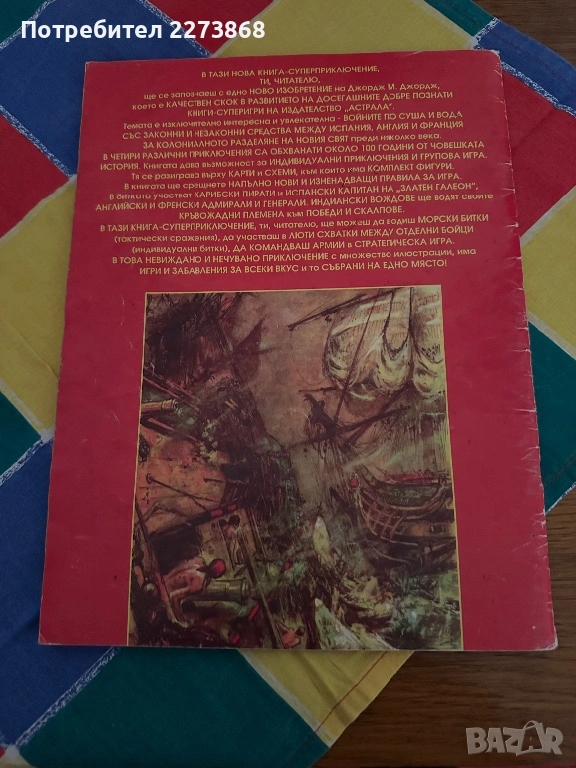 Потребител 2273868
В ТАЗИ НОВА КНИГА-СУПЕРПРИКЛЮЧЕНИЕ,
ТИ, ЧИТАТЕЛЮ,
ще се запознаеш с едно НОВО ИЗОБРЕТЕНИЕ на Джордж М. Джордж,
което е КАЧЕСТВЕН СКОК В РАЗВИТИЕТО НА ДОСЕГАШНИТЕ ДОБРЕ ПОЗНАТИ
КНИГИ-СУПЕРИГРИ НА ИЗДАТЕЛСТВО „АСТРАЛА".
Темата е изключително интересна и увлекателна - ВОЙНИТЕ ПО СУША И ВОДА
СЪС ЗАКОННИ И НЕЗАКОННИ СРЕДСТВА МЕЖДУ ИСПАНИЯ, АНГЛИЯ И ФРАНЦИЯ
ЗА КОЛОНИАЛНОТО РАЗДЕЛЯНЕ НА НОВИЯ СВЯТ преди няколко века.
В ЧЕТИРИ РАЗЛИЧНИ ПРИКЛЮЧЕНИЯ СА ОБХВАНАТИ ОКОЛО 100 ГОДИНИ ОТ ЧОВЕШКАТА
ИСТОРИЯ. Книгата дава възможност за ИНДИВИДУАЛНИ ПРИКЛЮЧЕНИЯ И ГРУПОВА ИГРА.
Тя се разиграва върху КАРТИ и СХЕМИ, към които има КОМПЛЕКТ ФИГУРИ.
В книгата ще срещнете НАПЪЛНО НОВИ И ИЗНЕНАДВАЩИ ПРАВИЛА ЗА ИГРА.
В битката участват КАРИБСКИ ПИРАТИ и ИСПАНСКИ КАПИТАН НА „ЗЛАТЕН ГАЛЕОН",
АНГЛИЙСКИ И ФРЕНСКИ АДМИРАЛИ И ГЕНЕРАЛИ. ИНДИАНСКИ ВОЖДОВЕ ще водят своите
КРЪВОЖАДНИ ПЛЕМЕНА към ПОБЕДИ И СКАЛПОВЕ.
В ТАЗИ КНИГА-СУПЕРПРИКЛЮЧЕНИЕ, ти, читателю, ще можеш да водиш МОРСКИ БИТКИ
(тактически сражения), да участваш в ЛЮТИ СХВАТКИ МЕЖДУ ОТДЕЛНИ БОЙЦИ
(индивидуални битки), ДА КОМАНДВАШ АРМИИ В СТРАТЕГИЧЕСКА ИГРА.
В ТОВА НЕВИЖДАНО И НЕЧУВАНО ПРИКЛЮЧЕНИЕ с множество илюстрации, има
ИГРИ И ЗАБАВЛЕНИЯ ЗА ВСЕКИ ВКУС и то СЪБРАНИ НА ЕДНО МЯСТО!
BAZAR